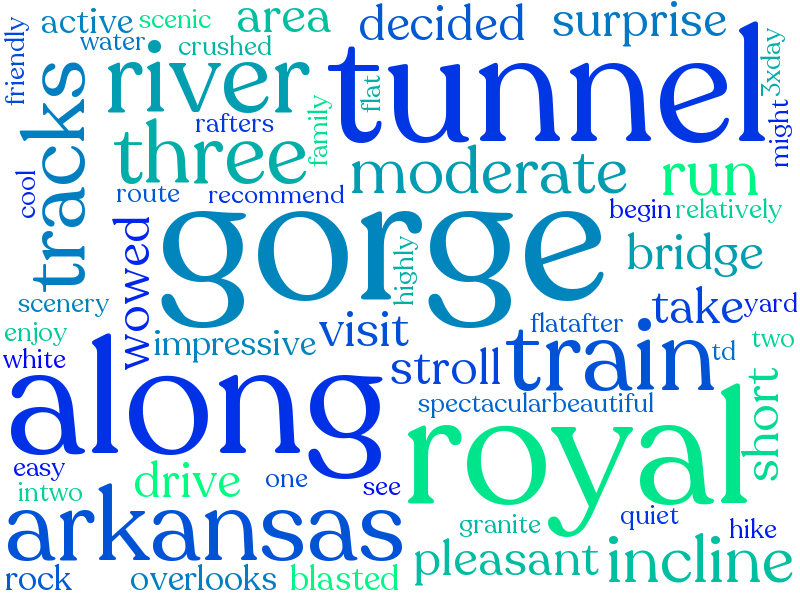 friendly
active
scenic
area
decided
surprise
water
crushed
3xday
tracks
river
flat
tunnel
rafters
family
might
three
moderate
run
cool
route
recommend
begin
relatively
wowed
gorge
highly
bridge
scenery
take
yard
enjoy
impressive
visit
flatafter
two
white
along
stroll
train
td
spectacularbeautiful
short
easy
royal
intwo
drive
one
see
arkansas
granite
quiet
hike
pleasant
incline
rock
overlooks
blasted